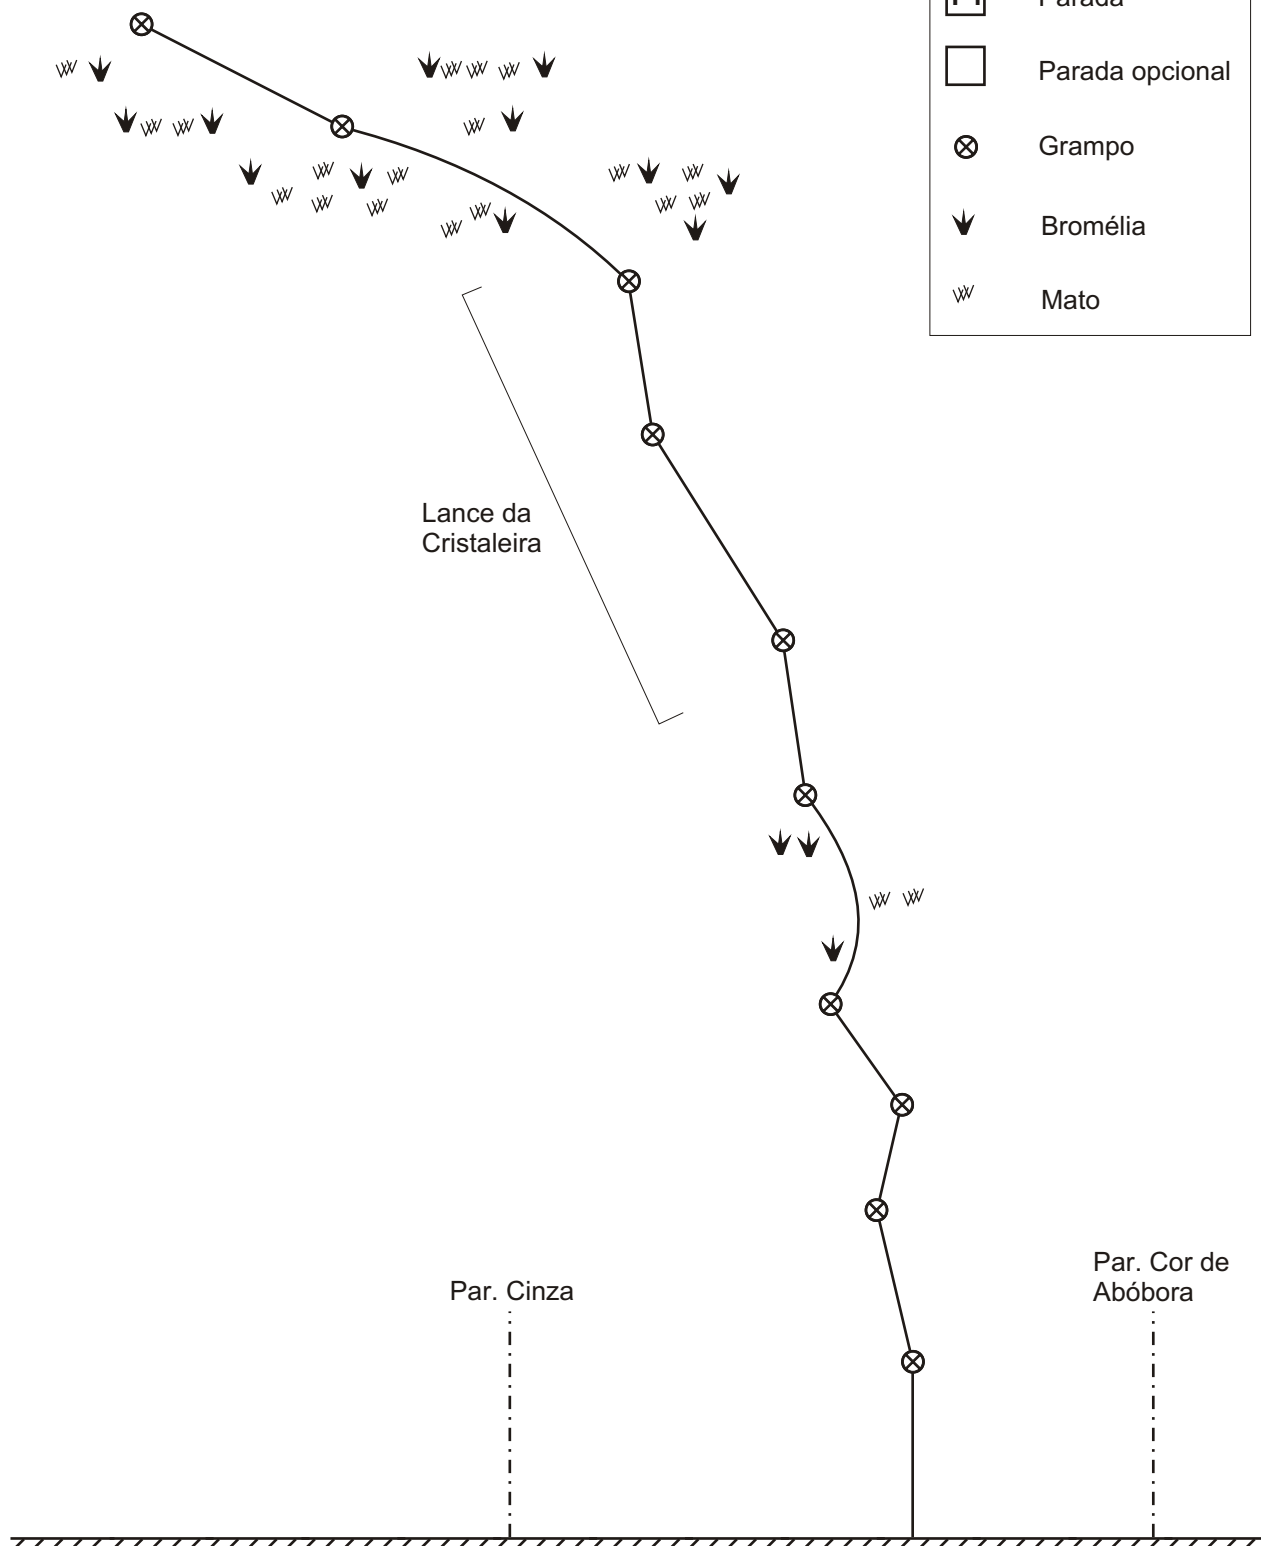 Parada
Parada opcional
Grampo
Bromélia
Mato
Lance da
Cristaleira
Par. Cinza
Par. Cor de
Abóbora